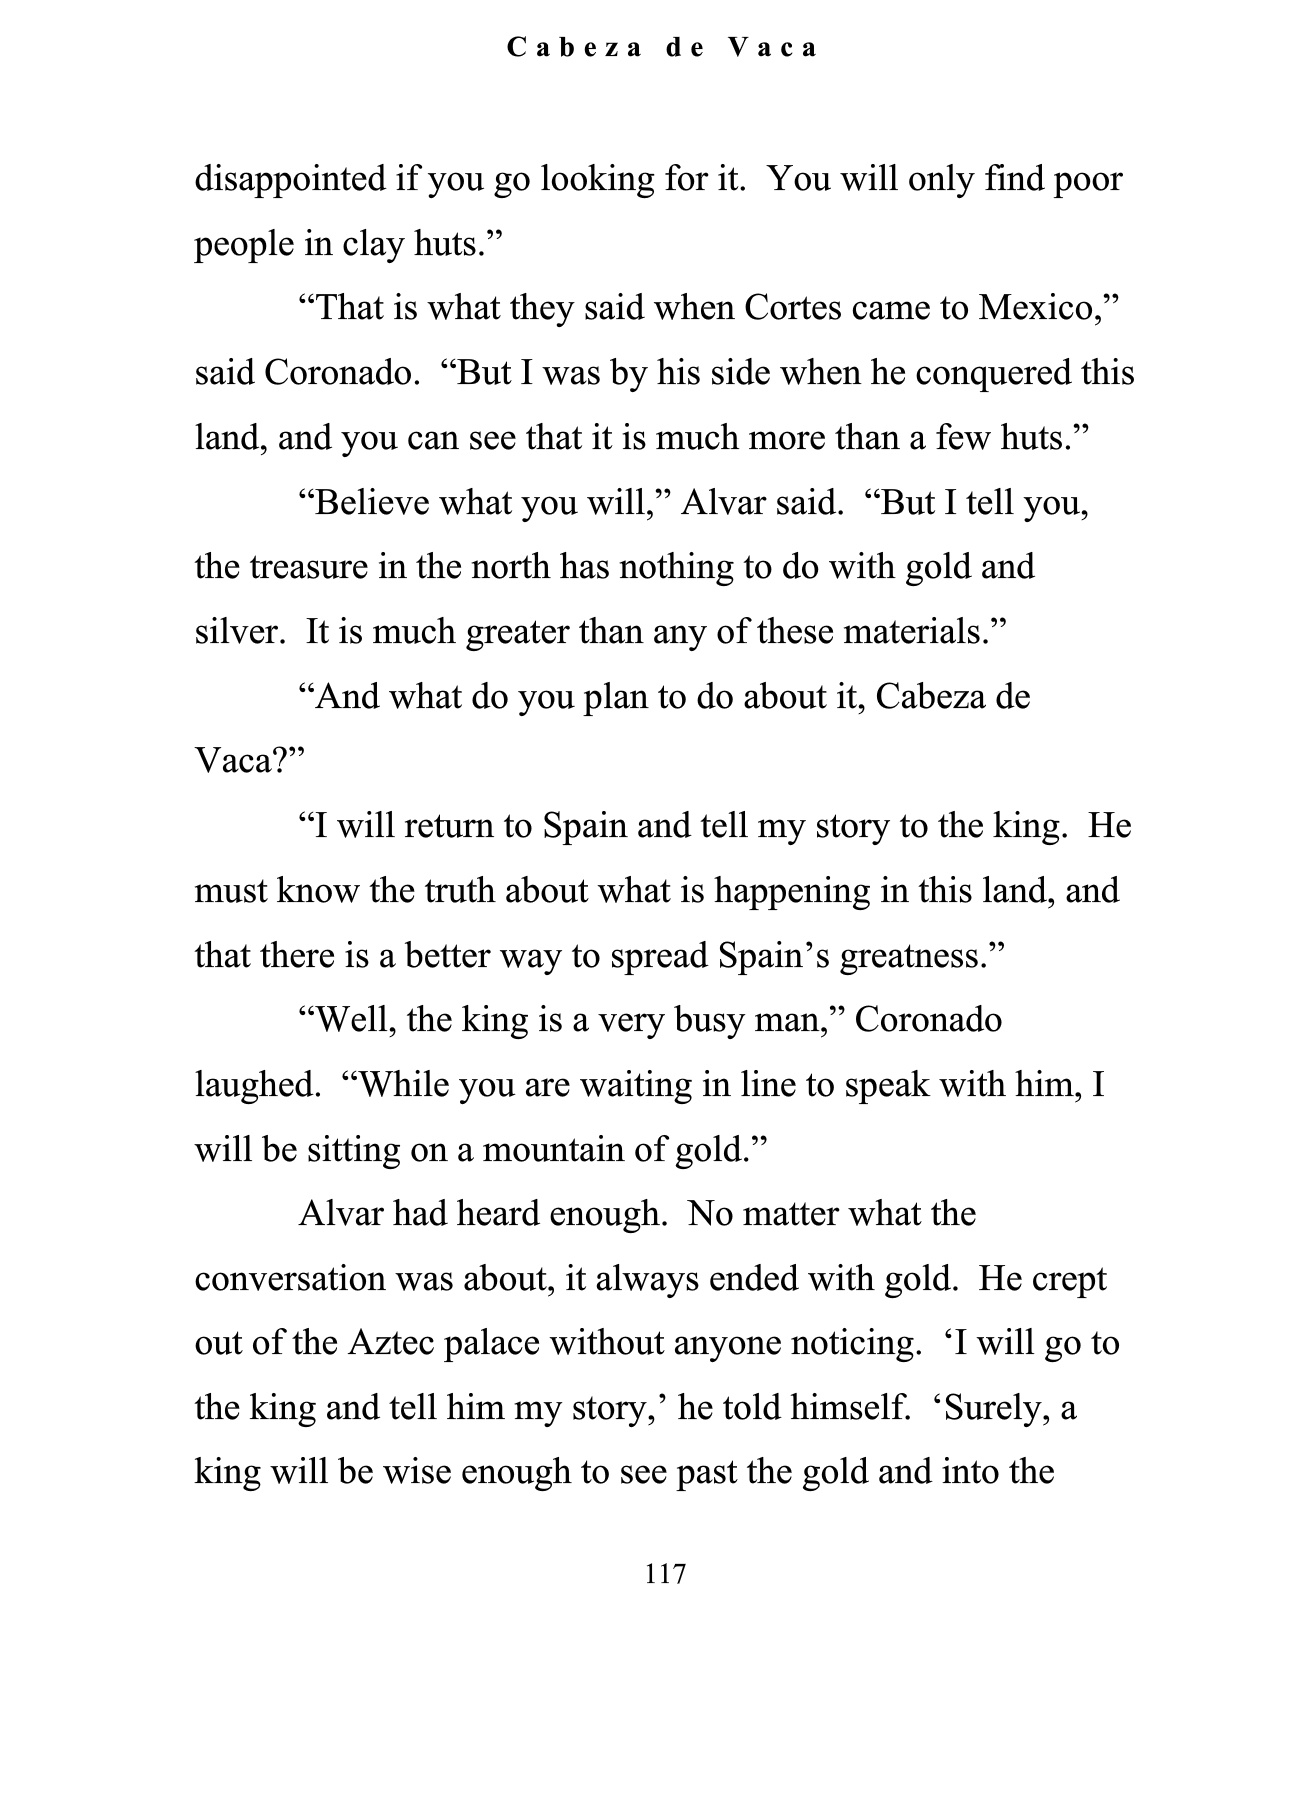 Cabeza de Vaca
disappointed if you go looking for it.  You will only find poor
people in clay huts.”
“That is what they said when Cortes came to Mexico,”
said Coronado.  “But I was by his side when he conquered this
land, and you can see that it is much more than a few huts.”
“Believe what you will,” Alvar said.  “But I tell you,
the treasure in the north has nothing to do with gold and
silver.  It is much greater than any of these materials.”
“And what do you plan to do about it, Cabeza de
Vaca?”
“I will return to Spain and tell my story to the king.  He
must know the truth about what is happening in this land, and
that there is a better way to spread Spain’s greatness.”
“Well, the king is a very busy man,” Coronado
laughed.  “While you are waiting in line to speak with him, I
will be sitting on a mountain of gold.”
Alvar had heard enough.  No matter what the
conversation was about, it always ended with gold.  He crept
out of the Aztec palace without anyone noticing.  ‘I will go to
the king and tell him my story,’ he told himself.  ‘Surely, a
king will be wise enough to see past the gold and into the
117